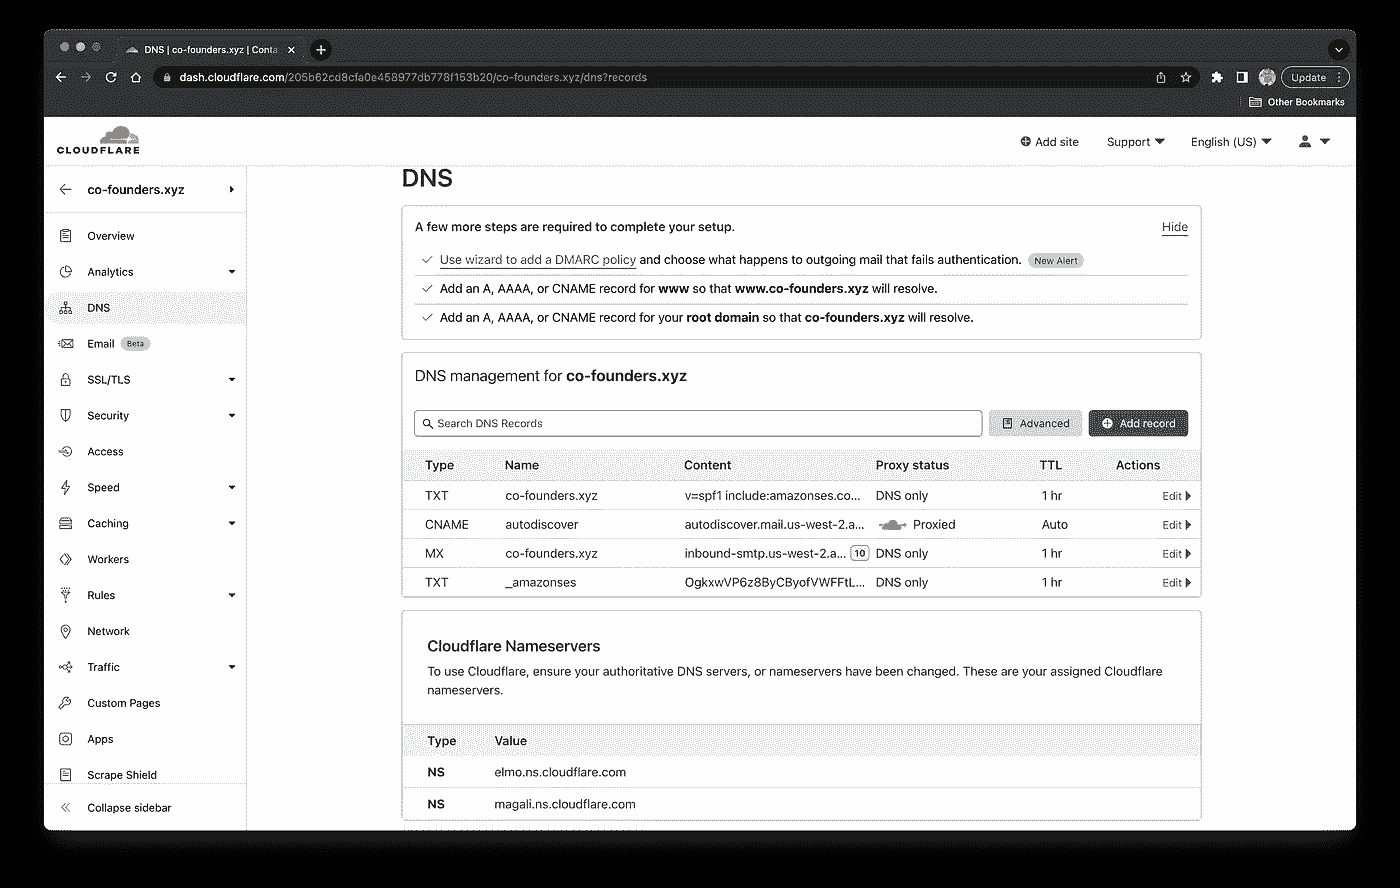 DNS | co-founders.xyz | Conta
dash.cloudflare.com/205b62cd8cfa0e458977db778f153b20/co-founders.xyz/dns?records
Update
Other Bookmarks
CLOUDFLARE
Add site
Support
English (US)
co-founders.xyz
Overview
Analytics
DNS
Email Beta
SSL/TLS
Security
Access
Speed
Caching
Workers
Rules
Network
Traffic
Custom Pages
Apps
Scrape Shield
Collapse sidebar
DNS
A few more steps are required to complete your setup. Hide
Use wizard to add a DMARC policy and choose what happens to outgoing mail that fails authentication. New Alert
Add an A, AAAA, or CNAME record for www so that www.co-founders.xyz will resolve.
Add an A, AAAA, or CNAME record for your root domain so that co-founders.xyz will resolve.
DNS management for co-founders.xyz
Search DNS Records Advanced Add record
Type Name Content Proxy status TTL Actions
TXT co-founders.xyz v=spf1 include:amazonses.co... DNS only 1 hr Edit
CNAME autodiscover autodiscover.mail.us-west-2.a... Proxied Auto Edit
MX co-founders.xyz inbound-smtp.us-west-2.a... 10 DNS only 1 hr Edit
TXT _amazonses OgkxwVP6z8ByCByofVWFFtL... DNS only 1 hr Edit
Cloudflare Nameservers
To use Cloudflare, ensure your authoritative DNS servers, or nameservers have been changed. These are your assigned Cloudflare
nameservers.
Type Value
NS elmo.ns.cloudflare.com
NS magali.ns.cloudflare.com